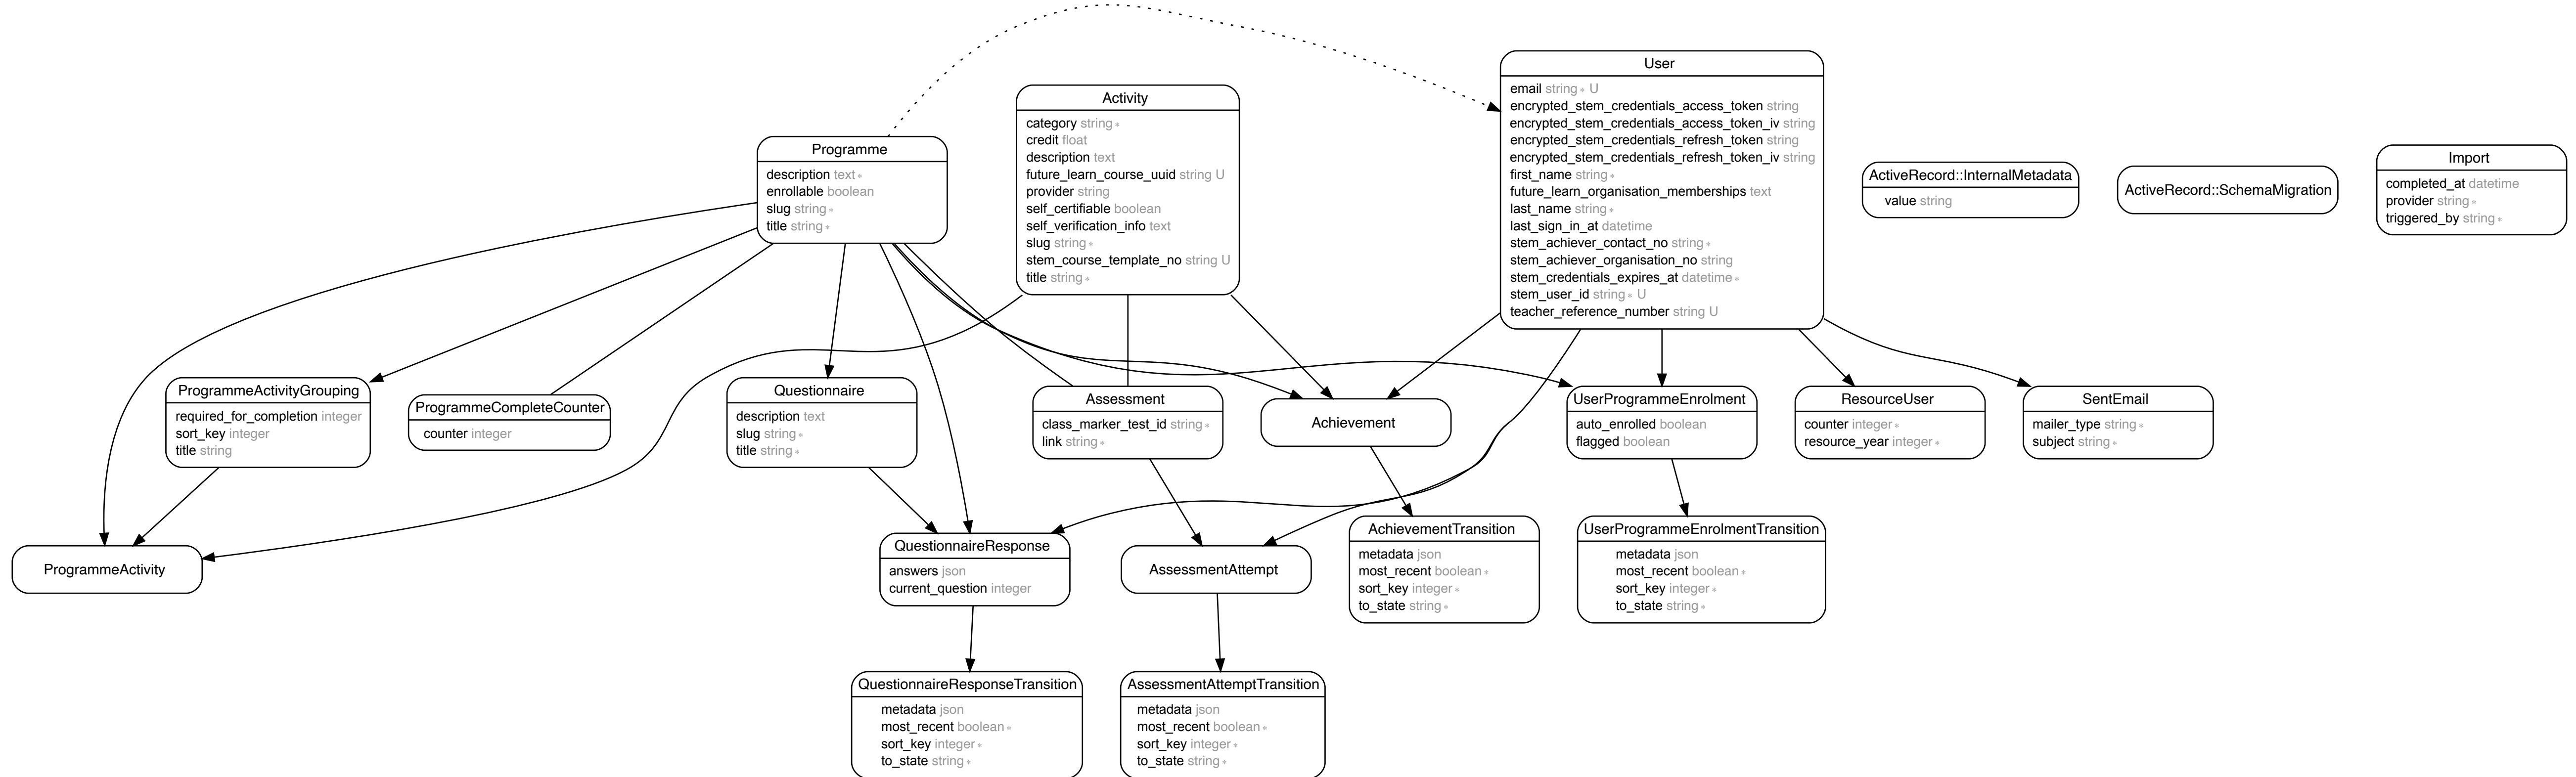 User
email string∗ U
encrypted_stem_credentials_access_token string
encrypted_stem_credentials_access_token_iv string
encrypted_stem_credentials_refresh_token string
encrypted_stem_credentials_refresh_token_iv string
first_name string∗
future_learn_organisation_memberships text
last_name string∗
last_sign_in_at datetime
stem_achiever_contact_no string∗
stem_achiever_organisation_no string
stem_credentials_expires_at datetime∗
stem_user_id string∗ U
teacher_reference_number string U
Activity
category string∗
credit float
description text
future_learn_course_uuid string U
provider string
self_certifiable boolean
self_verification_info text
slug string∗
stem_course_template_no string U
title string∗
Programme
description text∗
enrollable boolean
slug string∗
title string∗
ActiveRecord::InternalMetadata
value string
ActiveRecord::SchemaMigration
Import
completed_at datetime
provider string∗
triggered_by string∗
ProgrammeActivityGrouping
required_for_completion integer
sort_key integer
title string
ProgrammeCompleteCounter
counter integer
Questionnaire
description text
slug string∗
title string∗
Assessment
class_marker_test_id string∗
link string∗
Achievement
UserProgrammeEnrolment
auto_enrolled boolean
flagged boolean
ResourceUser
counter integer∗
resource_year integer∗
SentEmail
mailer_type string∗
subject string∗
ProgrammeActivity
QuestionnaireResponse
answers json
current_question integer
AssessmentAttempt
AchievementTransition
metadata json
most_recent boolean∗
sort_key integer∗
to_state string∗
UserProgrammeEnrolmentTransition
metadata json
most_recent boolean∗
sort_key integer∗
to_state string∗
QuestionnaireResponseTransition
metadata json
most_recent boolean∗
sort_key integer∗
to_state string∗
AssessmentAttemptTransition
metadata json
most_recent boolean∗
sort_key integer∗
to_state string∗